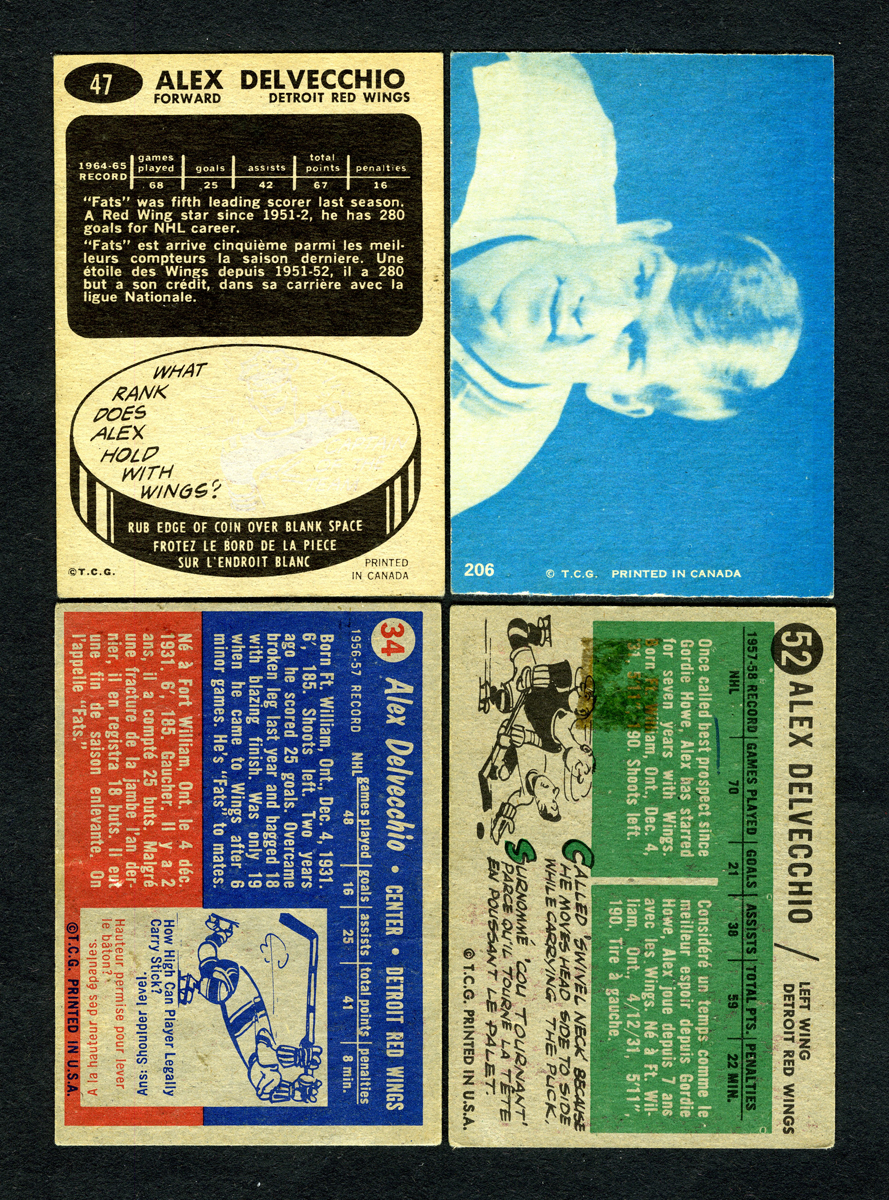 47
ALEX DELVECCHIO
FORWARD DETROIT RED WINGS
1964-65 RECORD
games played goals assists total points penalties
68 25 42 67 16
"Fats" was fifth leading scorer last season.
A Red Wing star since 1951-2, he has 280
goals for NHL career.
"Fats" est arrive cinquième parmi les meil-
leurs compteurs la saison derniere. Une
étoile des Wings depuis 1951-52, il a 280
but a son crédit, dans sa carrière avec la
ligue Nationale.
WHAT
RANK
DOES
ALEX
HOLD
WITH
WINGS?
RUB EDGE OF COIN OVER BLANK SPACE
FROTEZ LE BORD DE LA PIECE
SUR L'ENDROIT BLANC
©T.C.G.
PRINTED
IN CANADA
206
© T.C.G. PRINTED IN CANADA
34
Alex Delvecchio • CENTER • DETROIT RED WINGS
games played goals assists total points penalties
1956-57 RECORD NHL 48 16 25 41 8 min.
Born Ft William, Ont., Dec. 4, 1931.
6', 185. Shoots left. Two years
ago he scored 25 goals. Overcame
broken leg last year and bagged 18
with blazing finish. Was only 19
when he came to Wings after 6
minor games. He's "Fats" to mates.
Né à Fort William, Ont. le 4 déc.
1931. 6', 185. Gaucher. Il y a 2
ans, il a compté 25 buts. Malgré
une fracture de la jambe l'an der-
nier, il en registra 18 buts. Il eut
une fin de saison enlevante. On
l'appelle "Fats."
How High Can Player Legally
Carry Stick?
Ans: Shoulder level
Hauteur permise pour lever
le bâton?
A la hauteur des épaules.
©T.C.G. PRINTED IN U.S.A.
52
ALEX DELVECCHIO / LEFT WING
DETROIT RED WINGS
1957-58 RECORD GAMES PLAYED GOALS ASSISTS TOTAL PTS. PENALTIES
NHL 70 21 38 59 22 MIN.
Once called best prospect since
Gordie Howe, Alex has starred
for seven years with Wings.
Born Ft William, Ont., Dec. 4,
190. Shoots left.
Considéré un temps comme le
meilleur espoir depuis Gordie
Howe, Alex joue depuis 7 ans
avec les Wings. Né à Ft. Wil-
liam, Ont., 4/12/31, 5'11",
190. Tire à gauche.
CALLED 'SWIVEL NECK' BECAUSE
HE MOVES HEAD SIDE TO SIDE
WHILE CARRYING THE PUCK.
SURNOMMÉ 'COU TOURNANT'
PARCE QU'IL TOURNE LA TÊTE
EN POUSSANT LE PALET.
©T.C.G. PRINTED IN U.S.A.